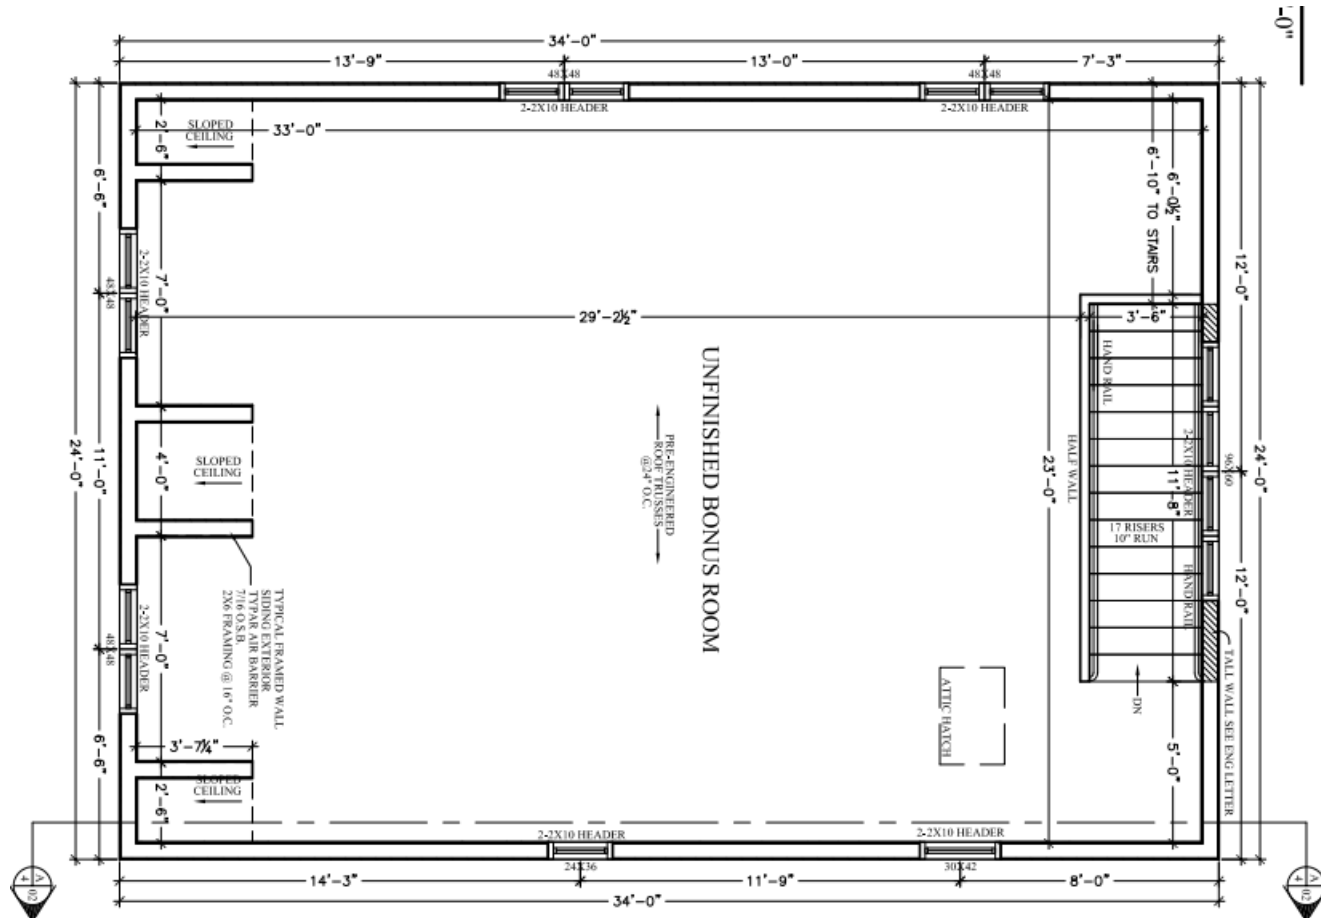 34'-0"
13'-9"
13'-0"
7'-3"
48X48
48X48
2-2X10 HEADER
2-2X10 HEADER
SLOPED
CEILING
33'-0"
2'-6"
6'-6"
6'-10" TO STAIRS
6'-0½"
12'-0"
2-2X10 HEADER
48X48
7'-0"
29'-2½"
3'-6"
UNFINISHED BONUS ROOM
HAND RAIL
HALF WALL
PRE-ENGINEERED
ROOF TRUSSES
@24" O.C.
SLOPED
CEILING
4'-0"
11'-0"
24'-0"
23'-0"
2-2X10 HEADER
96X60
11'-8"
24'-0"
17 RISERS
10" RUN
HAND RAIL
12'-0"
TYPICAL FRAMED WALL
SIDING EXTERIOR
TYPAR AIR BARRIER
7/16 O.S.B.
2X6 FRAMING @ 16" O.C.
2-2X10 HEADER
48X48
7'-0"
6'-6"
3'-7¼"
SLOPED
CEILING
2'-6"
ATTIC HATCH
DN
TALL WALL SEE ENG LETTER
5'-0"
2-2X10 HEADER
2-2X10 HEADER
24X36
30X42
14'-3"
11'-9"
8'-0"
34'-0"
A
4
02
A
4
02